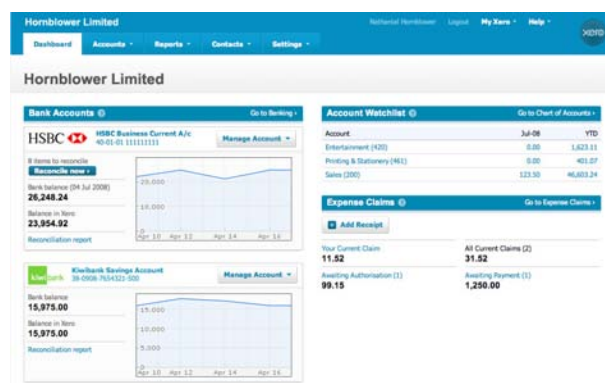 Hornblower Limited
Nathaniel Hornblower Logout My Xero Help
xero
Dashboard Accounts Reports Contacts Settings
Hornblower Limited
Bank Accounts Go to Banking ›
HSBC HSBC Business Current A/c
40-01-01 111111111
Manage Account
8 items to reconcile
Reconcile now ›
Bank balance (04 Jul 2008)
26,248.24
Balance in Xero
23,954.92
Reconciliation report
20,000
10,000
0
Apr 10 Apr 12 Apr 14 Apr 16
kiwibank Kiwibank Savings Account
38-0908-7654321-500
Manage Account
Bank balance
15,975.00
Balance in Xero
15,975.00
Reconciliation report
15,000
10,000
5,000
0
Apr 10 Apr 12 Apr 14 Apr 16
Account Watchlist Go to Chart of Accounts ›
Account Jul-08 YTD
Entertainment (420) 0.00 1,623.11
Printing & Stationery (461) 0.00 401.07
Sales (200) 123.50 46,603.24
Expense Claims Go to Expense Claims ›
Add Receipt
Your Current Claim All Current Claims (2)
11.52 31.52
Awaiting Authorisation (1) Awaiting Payment (1)
99.15 1,250.00